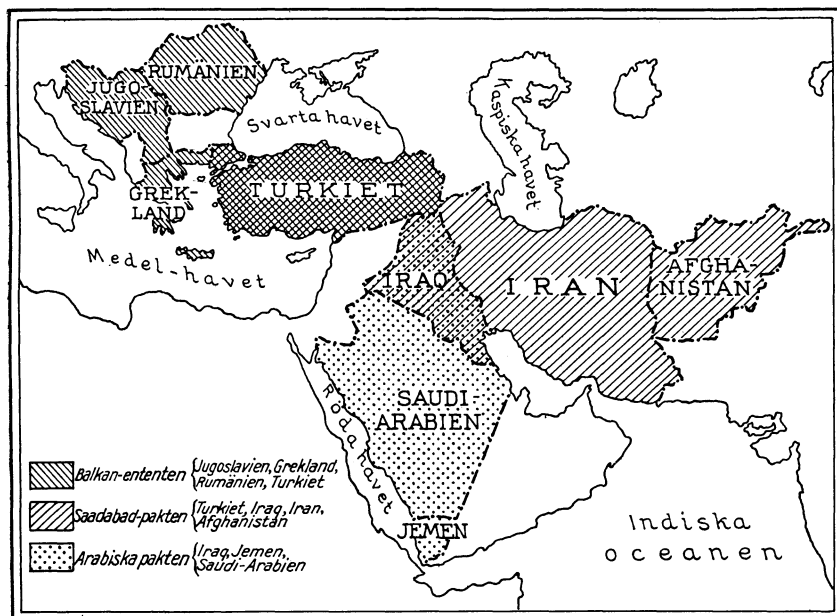 RUMÄNIEN
JUGO-
SLAVIEN
Svarta havet
Kaspiska havet
GREK-
LAND
TURKIET
Medel-havet
IRAQ
IRAN
AFGHA-
NISTAN
SAUDI-
ARABIEN
Röda havet
JEMEN
Indiska
oceanen
Balkan-ententen {Jugoslavien, Grekland,
Rumänien, Turkiet
Saadabad-pakten {Turkiet, Iraq, Iran,
Afghanistan
Arabiska pakten {Iraq, Jemen,
Saudi-Arabien